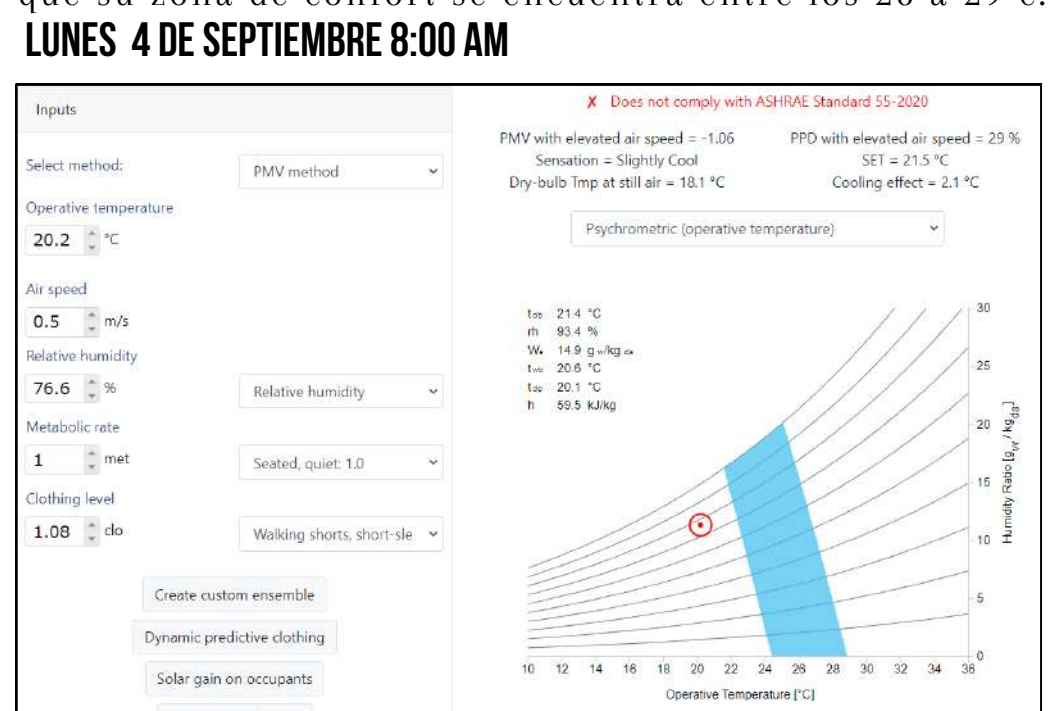 que su zona de confort se encuentra entre los 26 a 29 c.
LUNES 4 DE SEPTIEMBRE 8:00 AM
Inputs
Select method:
PMV method
Operative temperature
20.2 °C
Air speed
0.5 m/s
Relative humidity
76.6 %
Relative humidity
Metabolic rate
1 met
Seated, quiet: 1.0
Clothing level
1.08 clo
Walking shorts, short-sle
Create custom ensemble
Dynamic predictive clothing
Solar gain on occupants
✗ Does not comply with ASHRAE Standard 55-2020
PMV with elevated air speed = -1.06
PPD with elevated air speed = 29 %
Sensation = Slightly Cool
SET = 21.5 °C
Dry-bulb Tmp at still air = 18.1 °C
Cooling effect = 2.1 °C
Psychrometric (operative temperature)
tdb 21.4 °C
rh 93.4 %
Wa 14.9 g w/kg da
twb 20.6 °C
tdp 20.1 °C
h 59.5 kJ/kg
30
25
20
15
10
5
0
Humidity Ratio [gw / kgda]
10 12 14 16 18 20 22 24 26 28 30 32 34 36
Operative Temperature [°C]